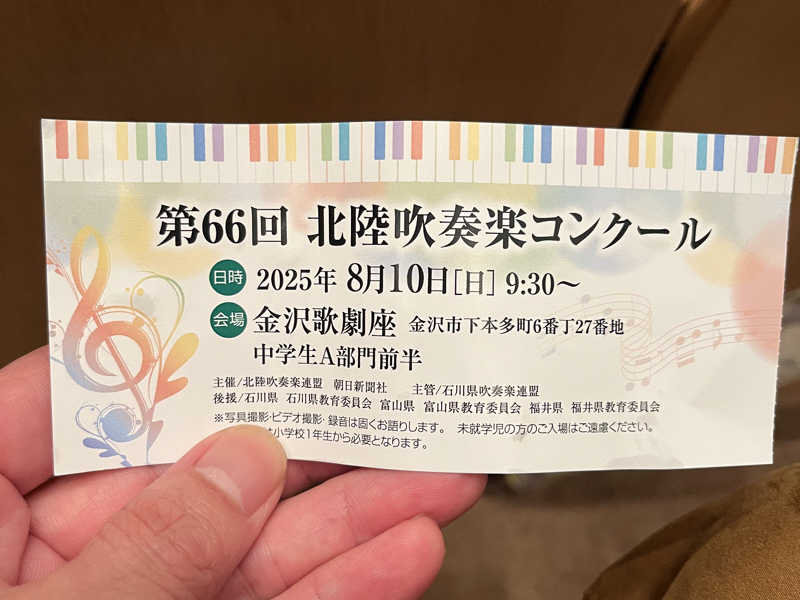 第66回 北陸吹奏楽コンクール
日時 2025年 8月10日[日] 9:30～
会場 金沢歌劇座 金沢市下本多町6番丁27番地
中学生A部門前半
主催/北陸吹奏楽連盟 朝日新聞社 主管/石川県吹奏楽連盟
後援/石川県 石川県教育委員会 富山県 富山県教育委員会 福井県 福井県教育委員会
※写真撮影・ビデオ撮影・録音は固くお語りします。 未就学児の方のご入場はご遠慮ください。
小学校1年生から必要となります。